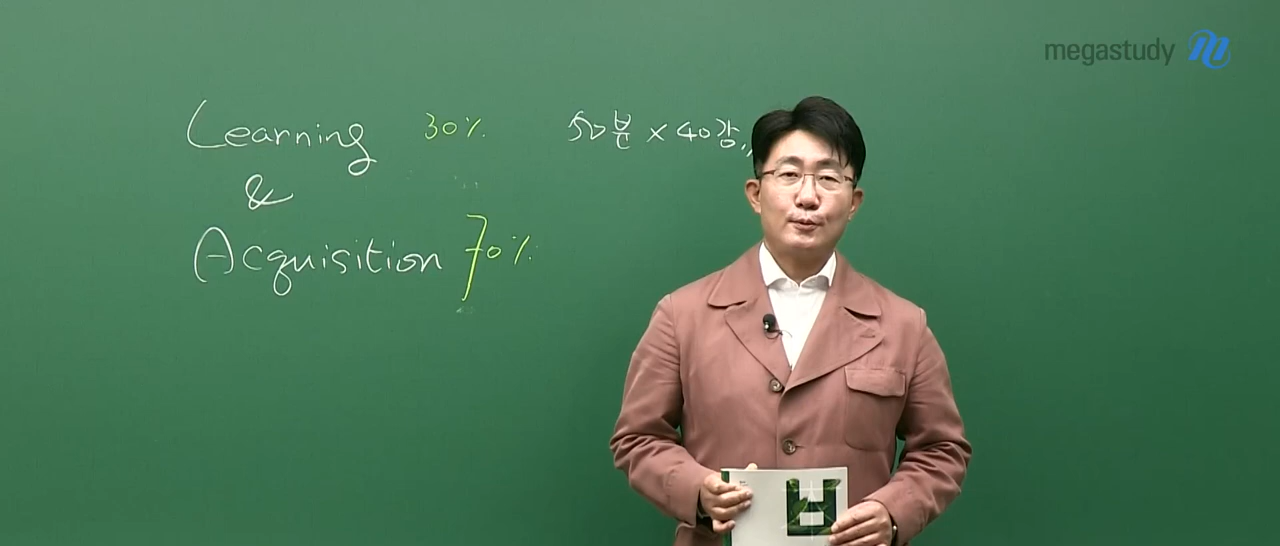 megastudy
Learning 30% 50분 × 40강
&
Acquisition 70%